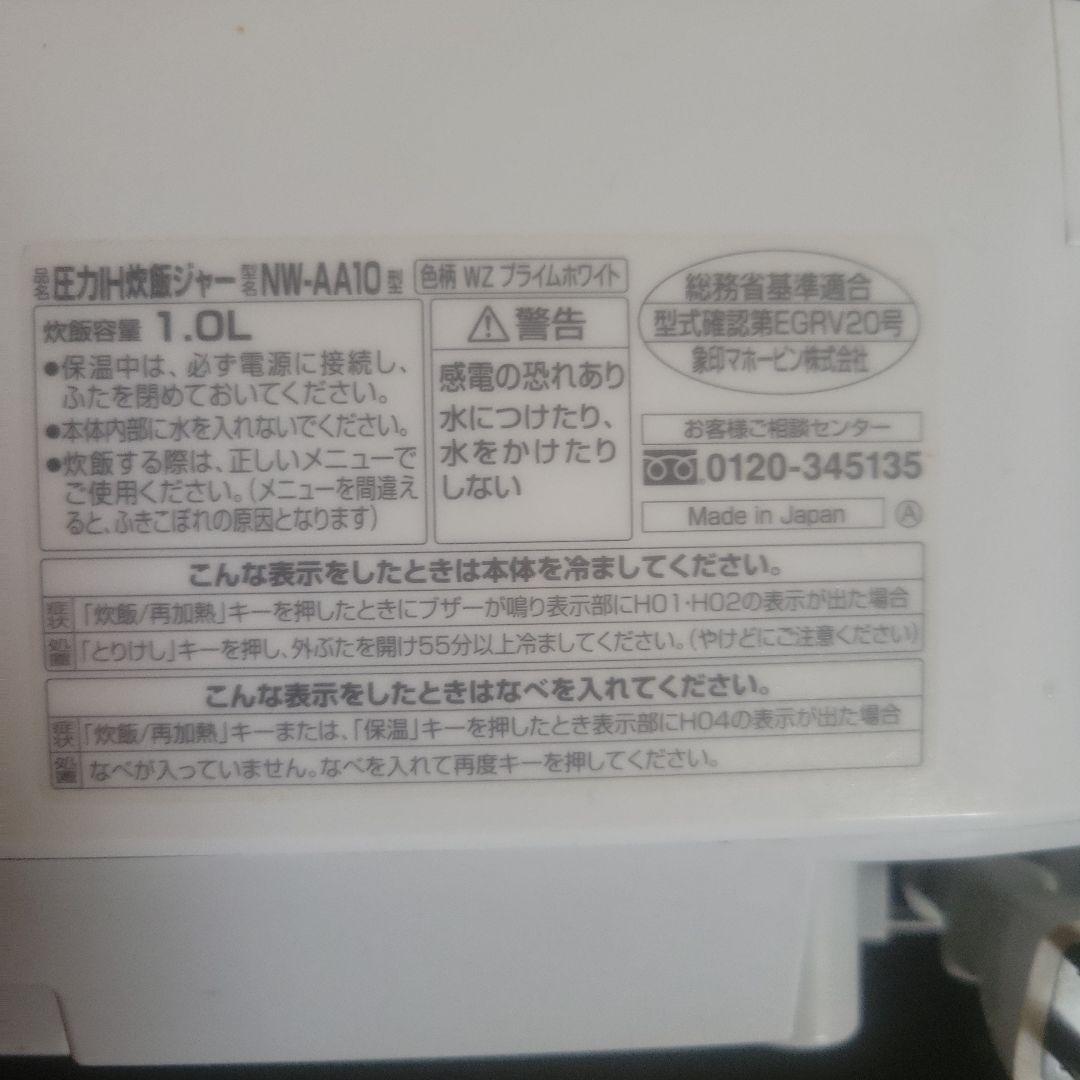 品名 圧力IH炊飯ジャー 型名 NW-AA10 型
色柄 WZ プライムホワイト
炊飯容量 1.0L
●保温中は、必ず電源に接続し、
ふたを閉めておいてください。
●本体内部に水を入れないでください。
●炊飯する際は、正しいメニューで
ご使用ください。(メニューを間違え
ると、ふきこぼれの原因となります)
⚠警告
感電の恐れあり
水につけたり、
水をかけたり
しない
総務省基準適合
型式確認第EGRV20号
象印マホービン株式会社
お客様ご相談センター
0120-345135
Made in Japan Ⓐ
こんな表示をしたときは本体を冷ましてください。
症状 「炊飯/再加熱」キーを押したときにブザーが鳴り表示部にH01・H02の表示が出た場合
処置 「とりけし」キーを押し、外ぶたを開け55分以上冷ましてください。(やけどにご注意ください)
こんな表示をしたときはなべを入れてください。
症状 「炊飯/再加熱」キーまたは、「保温」キーを押したとき表示部にH04の表示が出た場合
処置 なべが入っていません。なべを入れて再度キーを押してください。